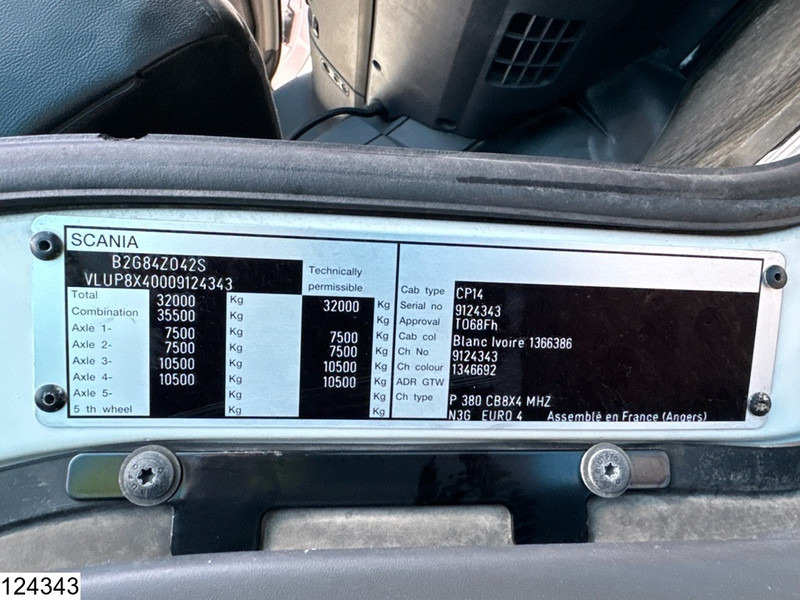 SCANIA
B2G84Z042S
VLUP8X40009124343
Technically
permissible
Total 32000 Kg 32000 Kg
Combination 35500 Kg Kg
Axle 1- 7500 Kg 7500 Kg
Axle 2- 7500 Kg 7500 Kg
Axle 3- 10500 Kg 10500 Kg
Axle 4- 10500 Kg 10500 Kg
Axle 5- Kg Kg
5 th wheel Kg Kg
Cab type CP14
Serial no 9124343
Approval T068Fh
Cab col Blanc Ivoire 1366386
Ch No 9124343
Ch colour 1346692
ADR GTW
Ch type P 380 CB8X4 MHZ
N3G EURO 4 Assemblé en France (Angers)
124343